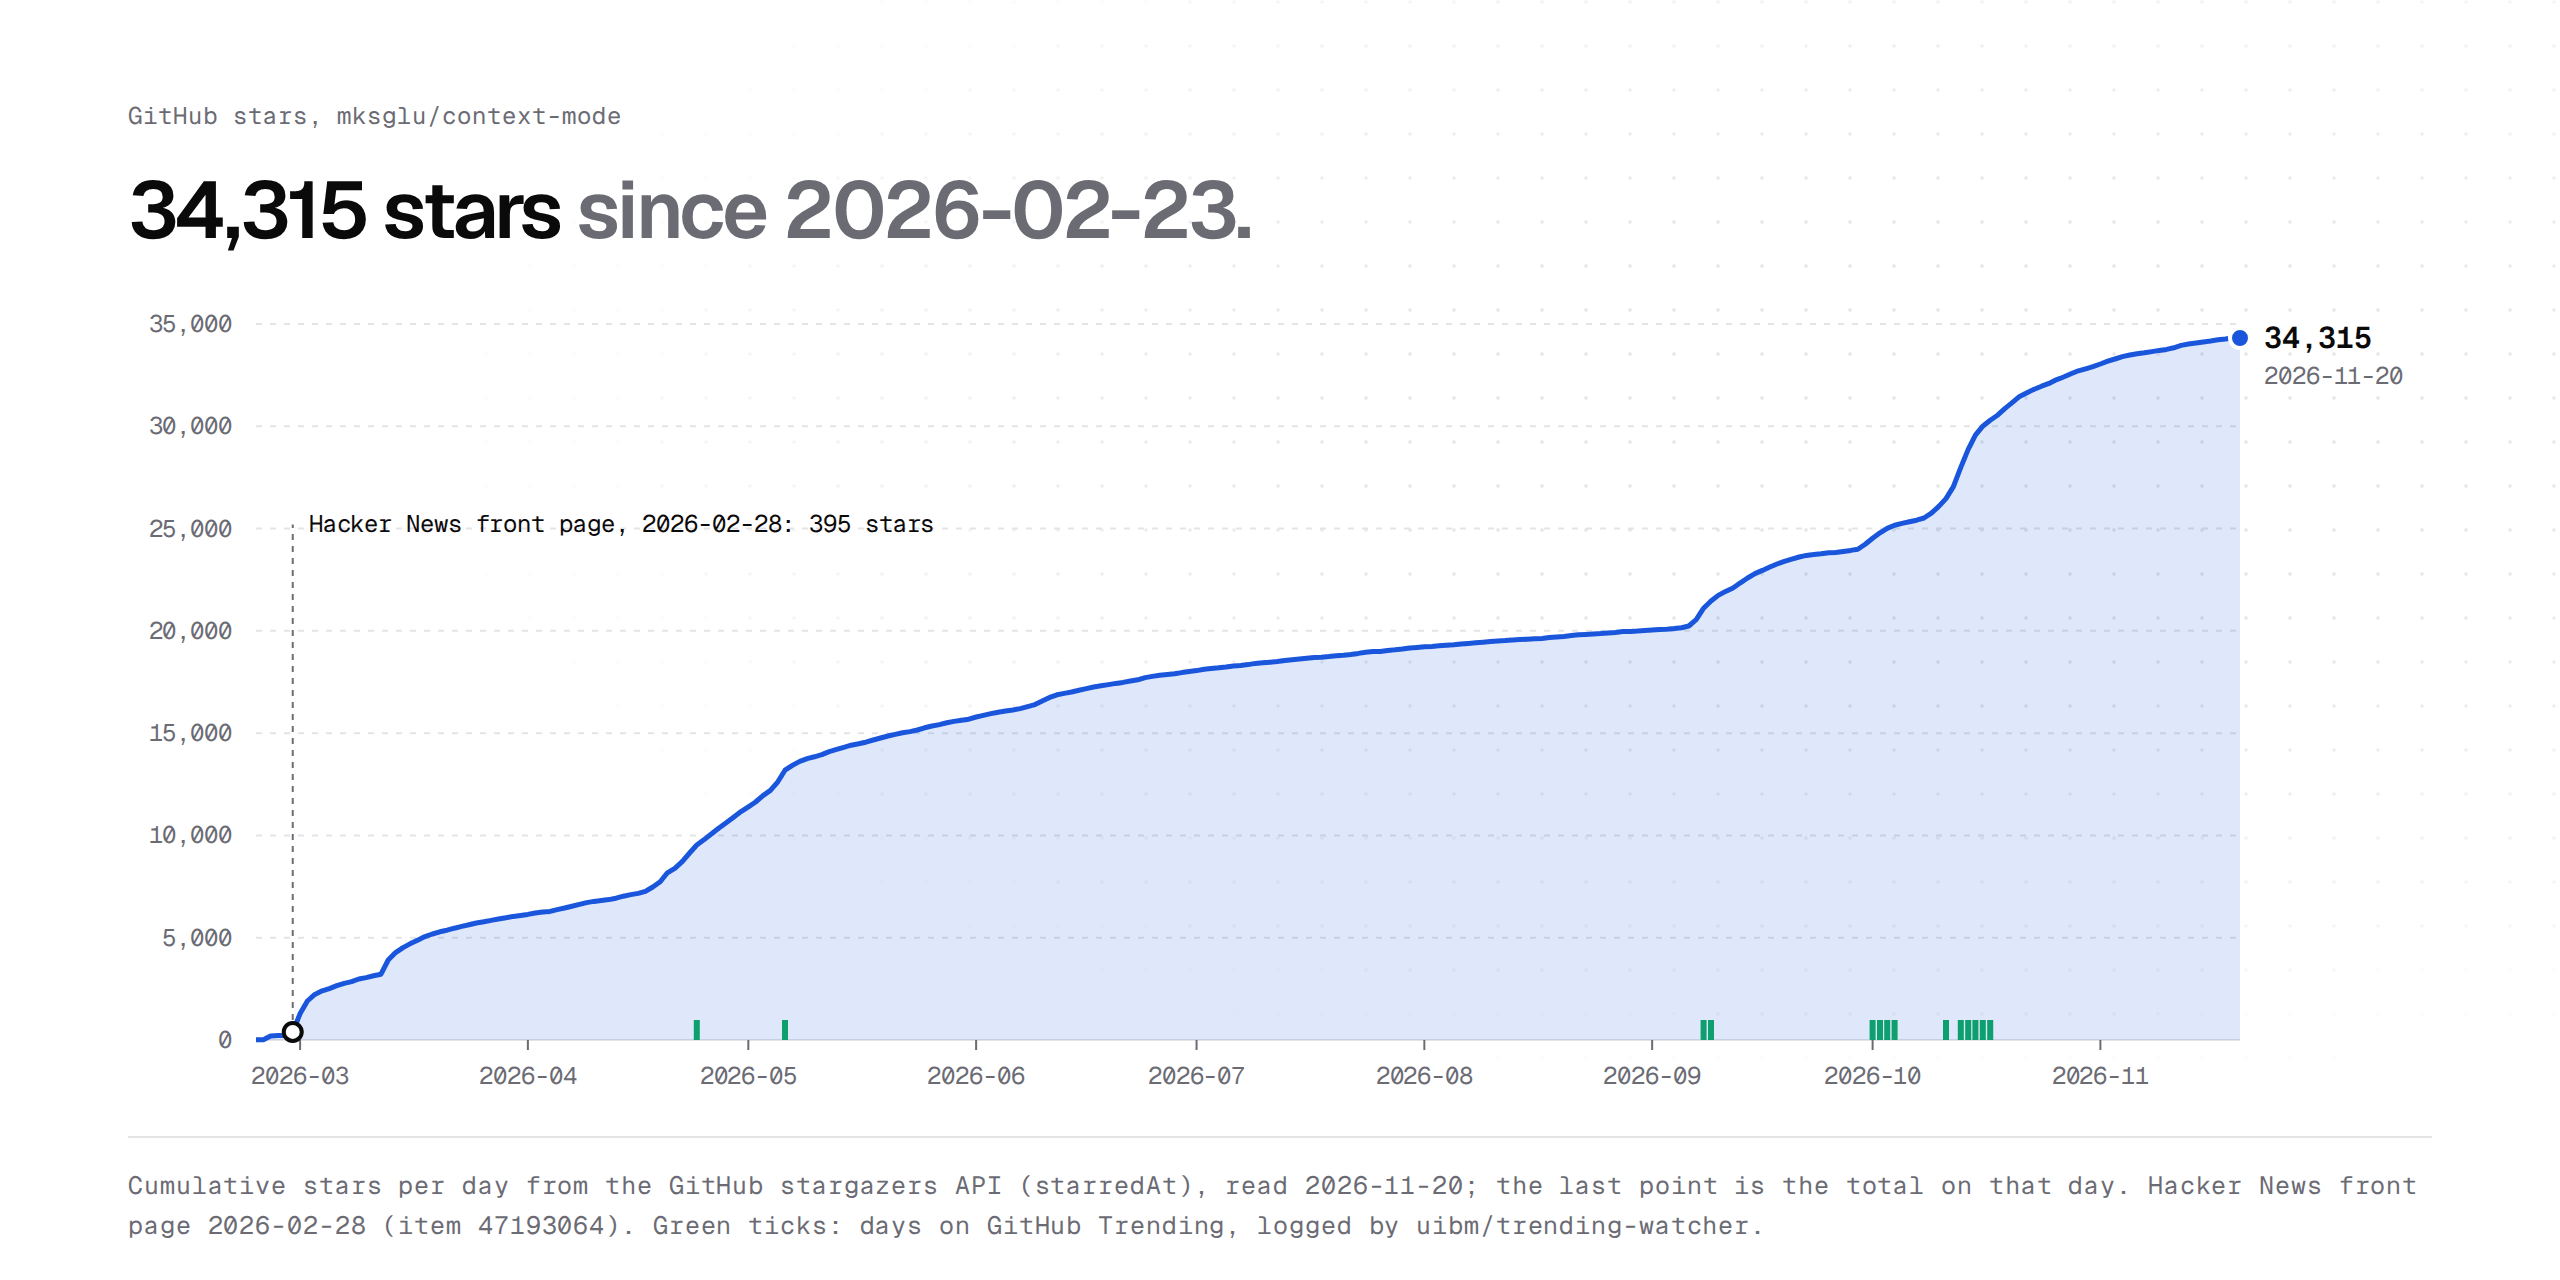 GitHub stars, mksglu/context-mode
34,315 stars since 2026-02-23.
35,000
34,315
2026-11-20
30,000
25,000
Hacker News front page, 2026-02-28: 395 stars
20,000
15,000
10,000
5,000
0
2026-03 2026-04 2026-05 2026-06 2026-07 2026-08 2026-09 2026-10 2026-11
Cumulative stars per day from the GitHub stargazers API (starredAt), read 2026-11-20; the last point is the total on that day. Hacker News front
page 2026-02-28 (item 47193064). Green ticks: days on GitHub Trending, logged by uibm/trending-watcher.